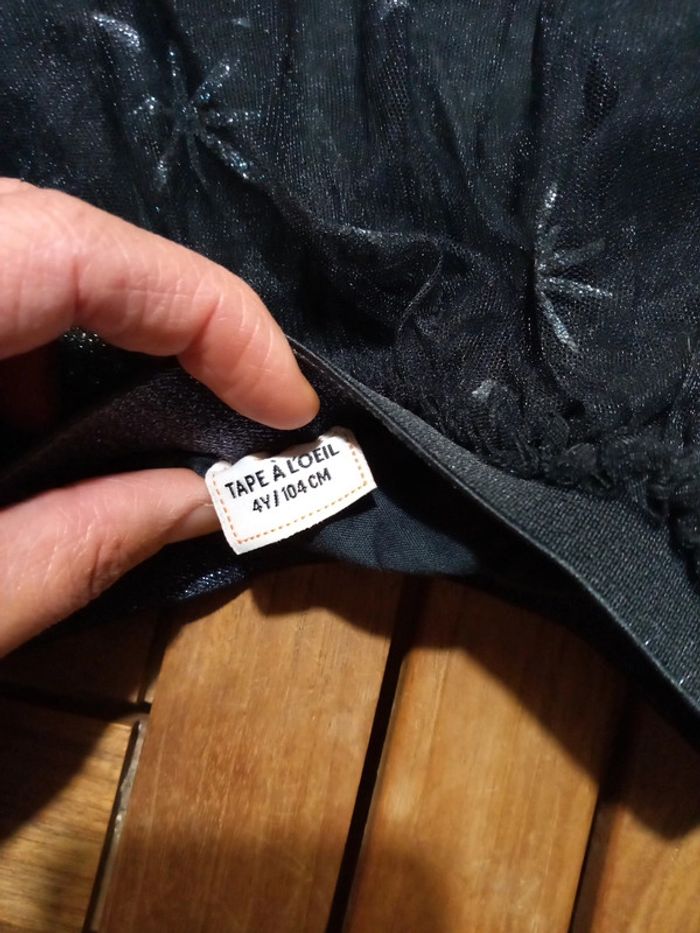 TAPE À L'OEIL
4Y/104 CM